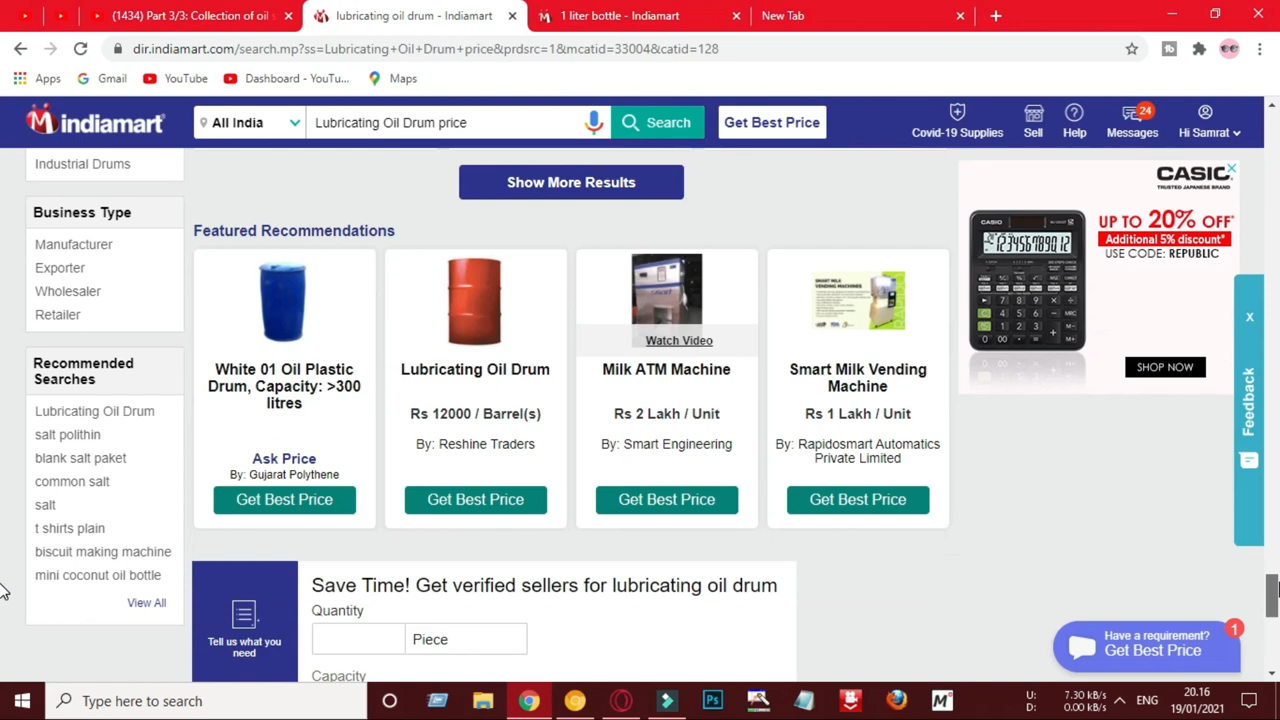 (1434) Part 3/3: Collection of oil
lubricating oil drum - Indiamart
1 liter bottle - Indiamart
New Tab
dir.indiamart.com/search.mp?ss=Lubricating+Oil+Drum+price&prdsrc=1&mcatid=33004&catid=128
Apps
Gmail
YouTube
Dashboard - YouTu...
Maps
indiamart
All India
Lubricating Oil Drum price
Search
Get Best Price
Covid-19 Supplies
Sell
Help
24
Messages
Hi Samrat
Industrial Drums
Business Type
Manufacturer
Exporter
Wholesaler
Retailer
Recommended
Searches
Lubricating Oil Drum
salt polithin
blank salt paket
common salt
salt
t shirts plain
biscuit making machine
mini coconut oil bottle
View All
Show More Results
Featured Recommendations
White 01 Oil Plastic
Drum, Capacity: >300
litres
Ask Price
By: Gujarat Polythene
Get Best Price
Lubricating Oil Drum
Rs 12000 / Barrel(s)
By: Reshine Traders
Get Best Price
Watch Video
Milk ATM Machine
Rs 2 Lakh / Unit
By: Smart Engineering
Get Best Price
SMART MILK
VENDING MACHINES
Smart Milk Vending
Machine
Rs 1 Lakh / Unit
By: Rapidosmart Automatics
Private Limited
Get Best Price
CASIO
TRUSTED JAPANESE BRAND
UP TO 20% OFF*
Additional 5% discount*
USE CODE: REPUBLIC
SHOP NOW
x
Feedback
Tell us what you
need
Save Time! Get verified sellers for lubricating oil drum
Quantity
Piece
Capacity
Have a requirement?
Get Best Price
1
Type here to search
U: 7.30 kB/s
D: 0.00 kB/s
ENG
20.16
19/01/2021